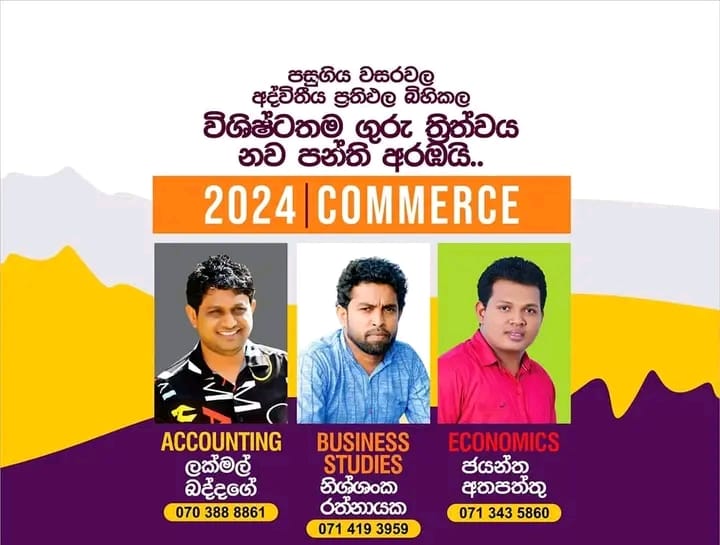 පසුගිය වසරවල
අද්විතීය ප්‍රතිඵල බිහිකල
විශිෂ්ටතම ගුරු ත්‍රිත්වය
නව පන්ති අරඹයි..
2024 | COMMERCE
ACCOUNTING
ලක්මල්
බද්දගේ
070 388 8861
BUSINESS
STUDIES
නිශ්ශංක
රත්නායක
071 419 3959
ECONOMICS
ජයන්ත
අතපත්තු
071 343 5860